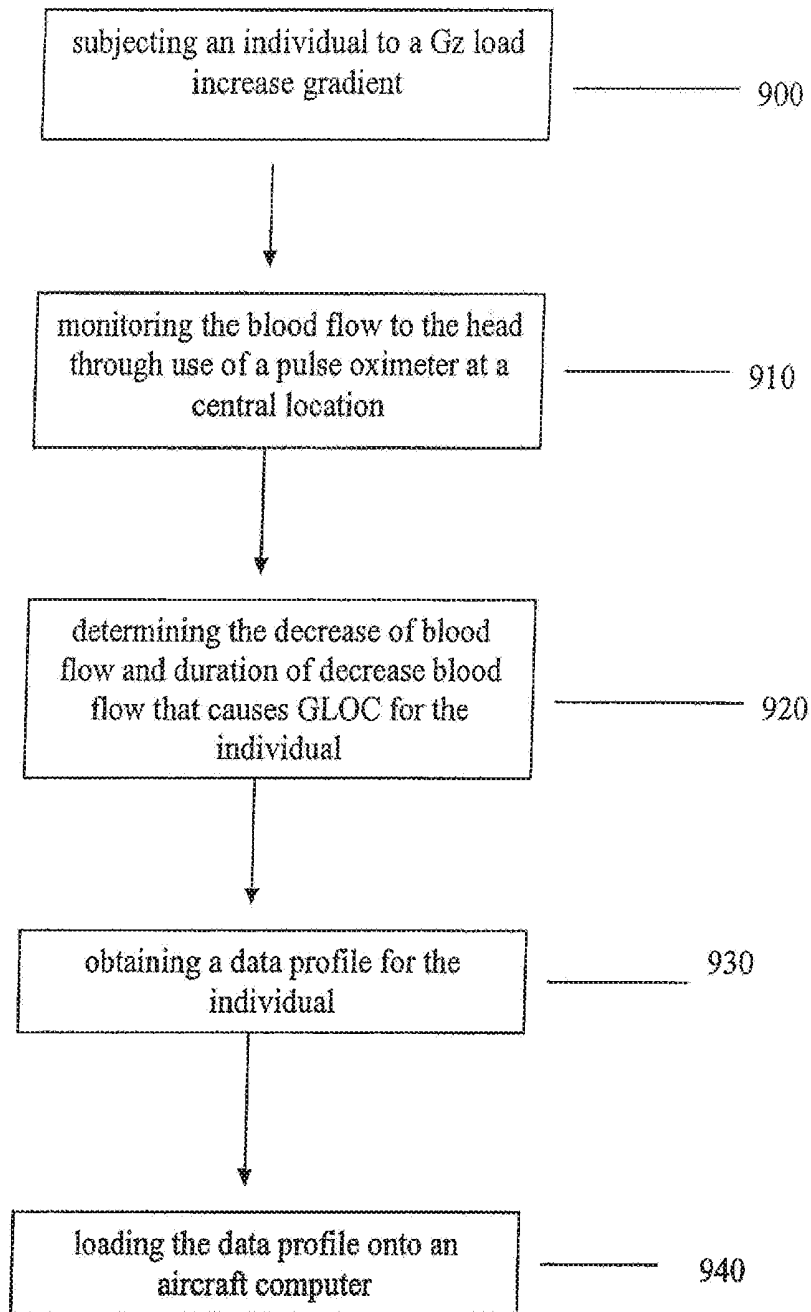 subjecting an individual to a Gz load
increase gradient
900
monitoring the blood flow to the head
through use of a pulse oximeter at a
central location
910
determining the decrease of blood
flow and duration of decrease blood
flow that causes GLOC for the
individual
920
obtaining a data profile for the
individual
930
loading the data profile onto an
aircraft computer
940